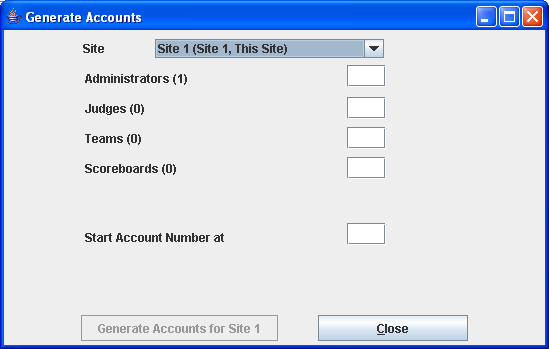 Generate Accounts
Site Site 1 (Site 1, This Site)
Administrators (1)
Judges (0)
Teams (0)
Scoreboards (0)
Start Account Number at
Generate Accounts for Site 1 Close